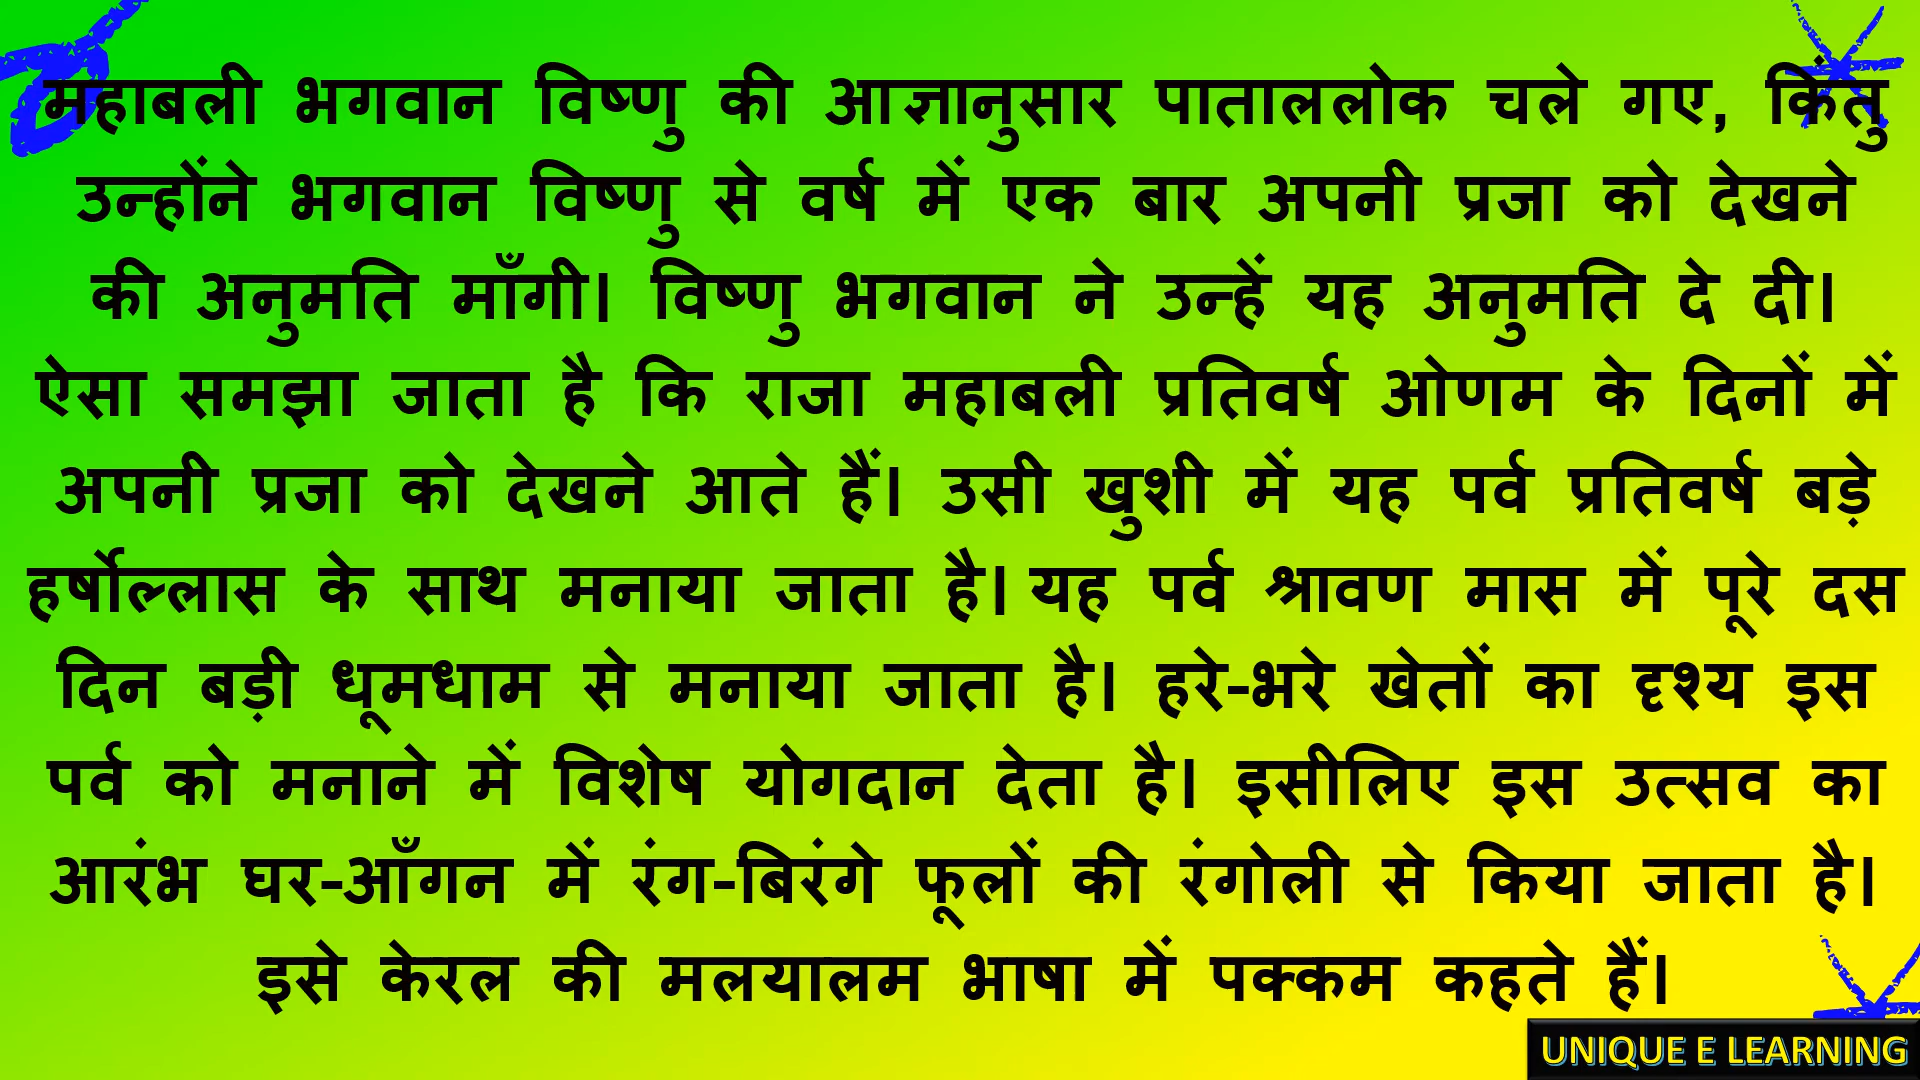 महाबली भगवान विष्णु की आज्ञानुसार पाताललोक चले गए, किंतु
उन्होंने भगवान विष्णु से वर्ष में एक बार अपनी प्रजा को देखने
की अनुमति माँगी। विष्णु भगवान ने उन्हें यह अनुमति दे दी।
ऐसा समझा जाता है कि राजा महाबली प्रतिवर्ष ओणम के दिनों में
अपनी प्रजा को देखने आते हैं। उसी खुशी में यह पर्व प्रतिवर्ष बड़े
हर्षोल्लास के साथ मनाया जाता है। यह पर्व श्रावण मास में पूरे दस
दिन बड़ी धूमधाम से मनाया जाता है। हरे-भरे खेतों का दृश्य इस
पर्व को मनाने में विशेष योगदान देता है। इसीलिए इस उत्सव का
आरंभ घर-आँगन में रंग-बिरंगे फूलों की रंगोली से किया जाता है।
इसे केरल की मलयालम भाषा में पक्कम कहते हैं।
UNIQUE E LEARNING